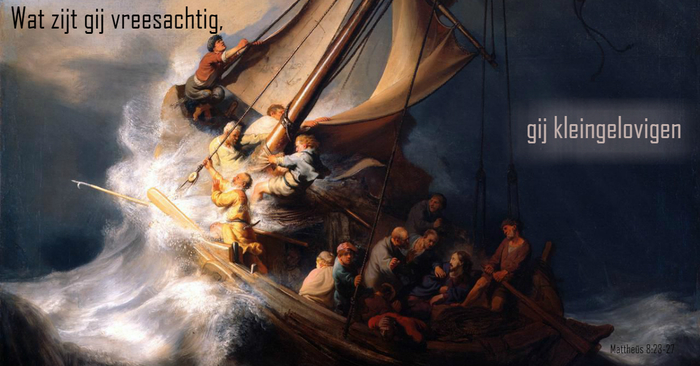 Wat zijt gij vreesachtig,
gij kleingelovigen
Mattheüs 8:23-27